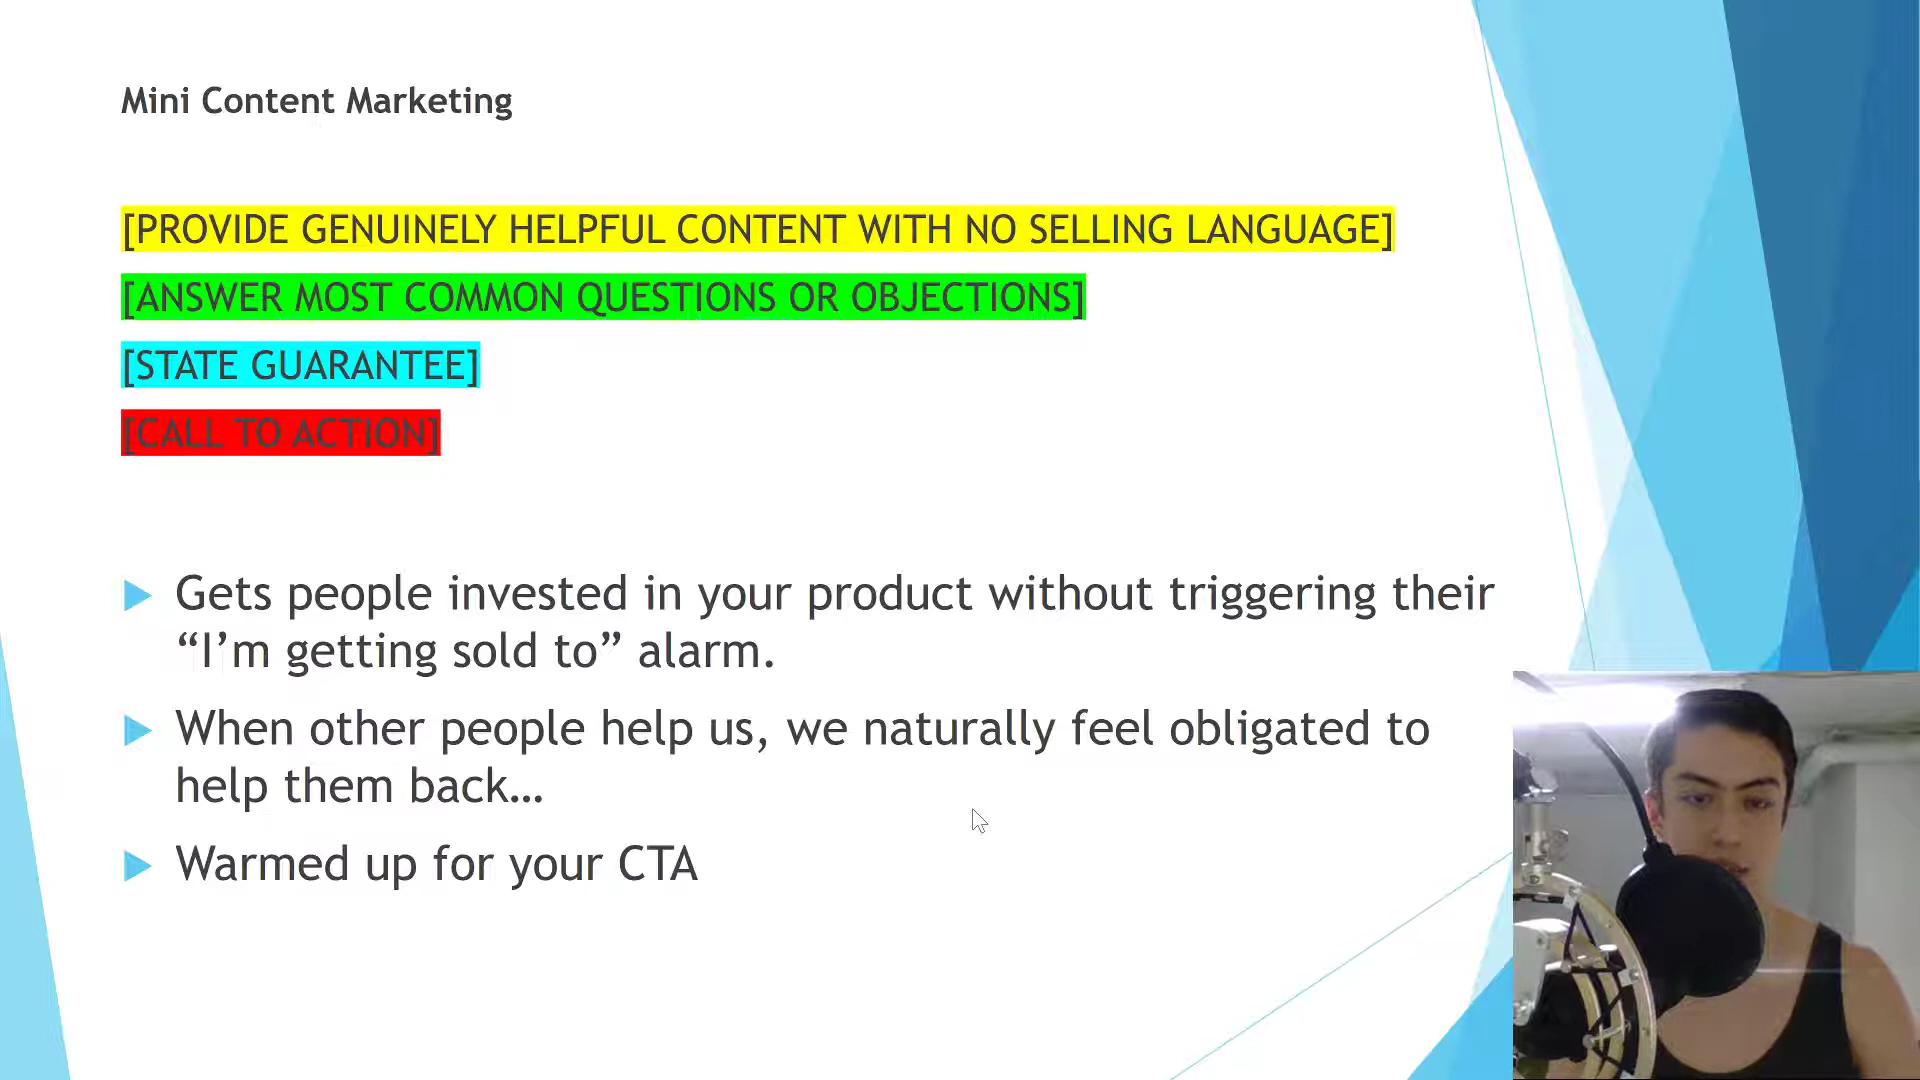 Mini Content Marketing
[PROVIDE GENUINELY HELPFUL CONTENT WITH NO SELLING LANGUAGE]
[ANSWER MOST COMMON QUESTIONS OR OBJECTIONS]
[STATE GUARANTEE]
[CALL TO ACTION]
Gets people invested in your product without triggering their
“I’m getting sold to” alarm.
When other people help us, we naturally feel obligated to
help them back…
Warmed up for your CTA